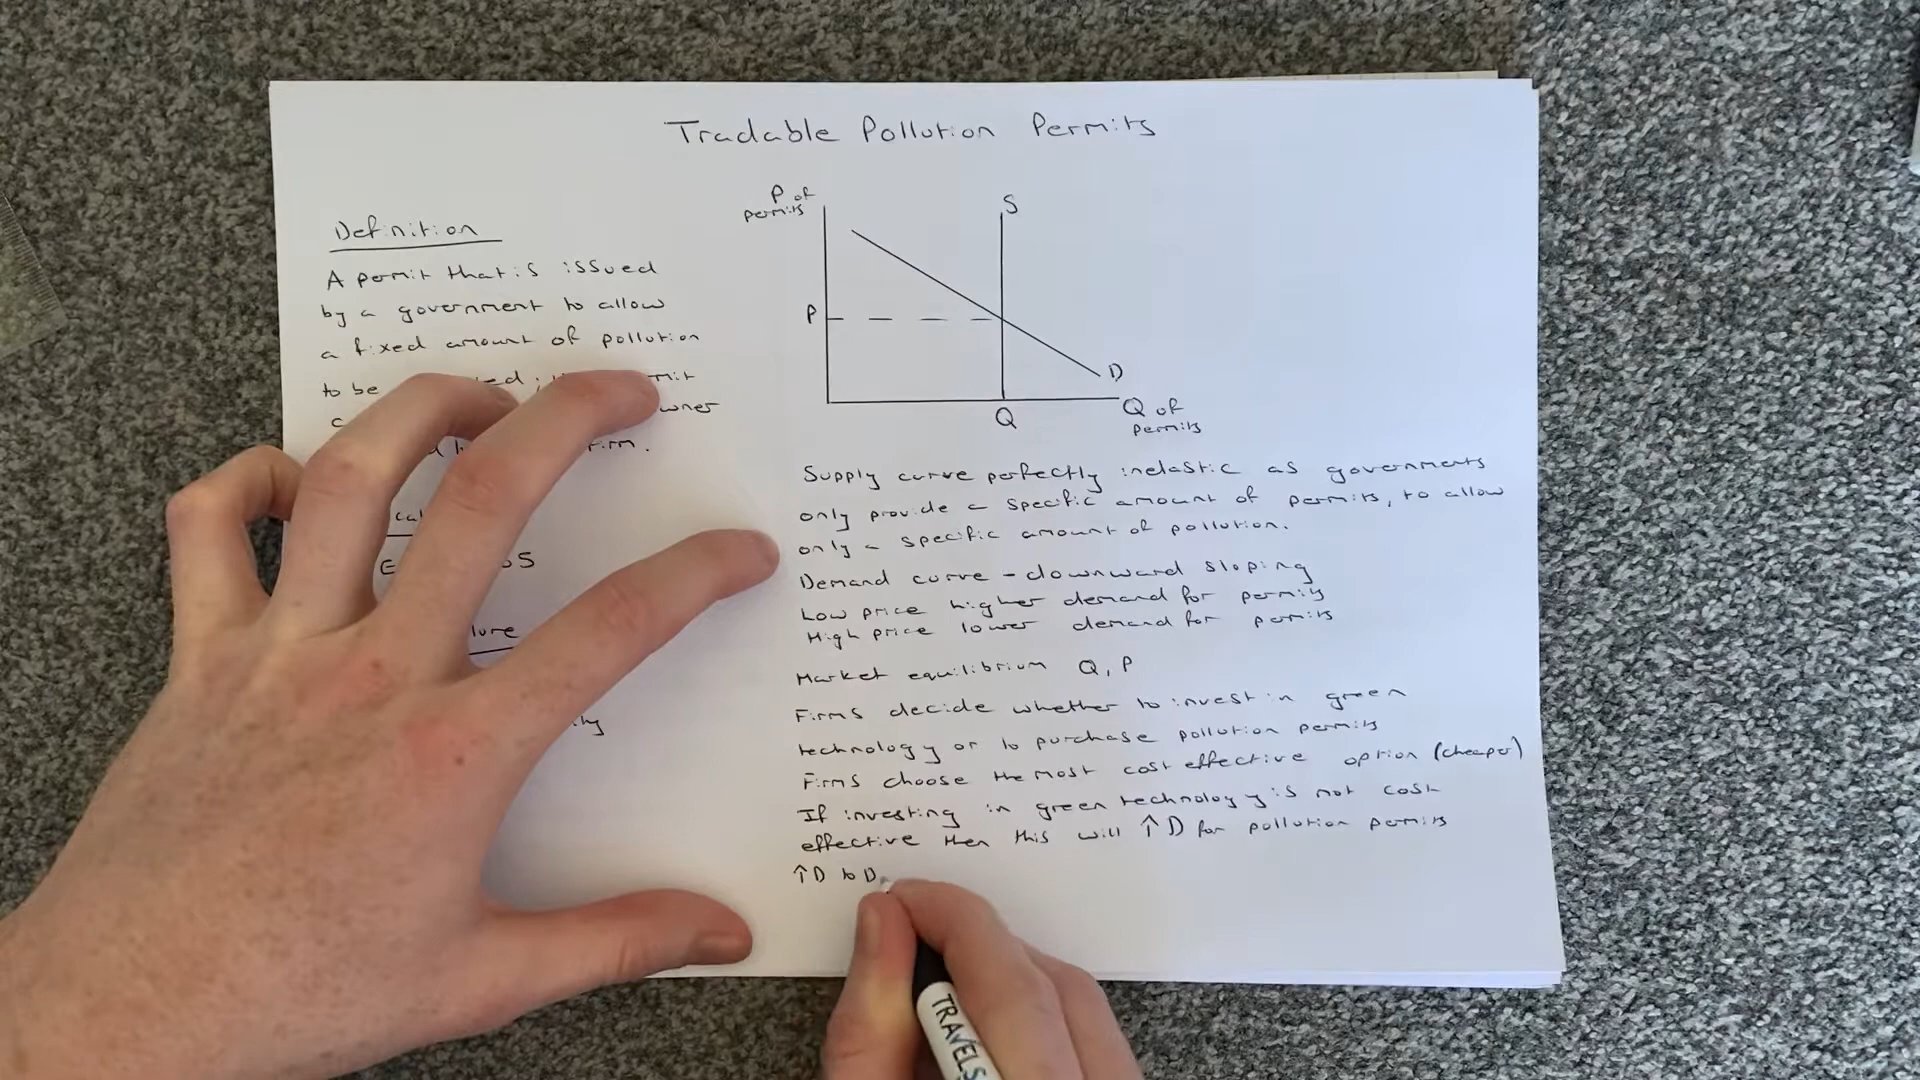 Tradable Pollution Permits
Definition
A permit that is issued
by a government to allow
a fixed amount of pollution
to be
P of
permits
S
P
D
Q
Q of
permits
Supply curve perfectly inelastic as governments
only provide a specific amount of permits, to allow
only a specific amount of pollution.
Demand curve - downward sloping
Low price higher demand for permits
High price lower demand for permits
Market equilibrium Q, P
Firms decide whether to invest in green
technology or to purchase pollution permits
Firms choose the most cost effective option (cheaper)
If investing in green technology is not cost
effective then this will ↑D for pollution permits
↑D to D
TRAVELS